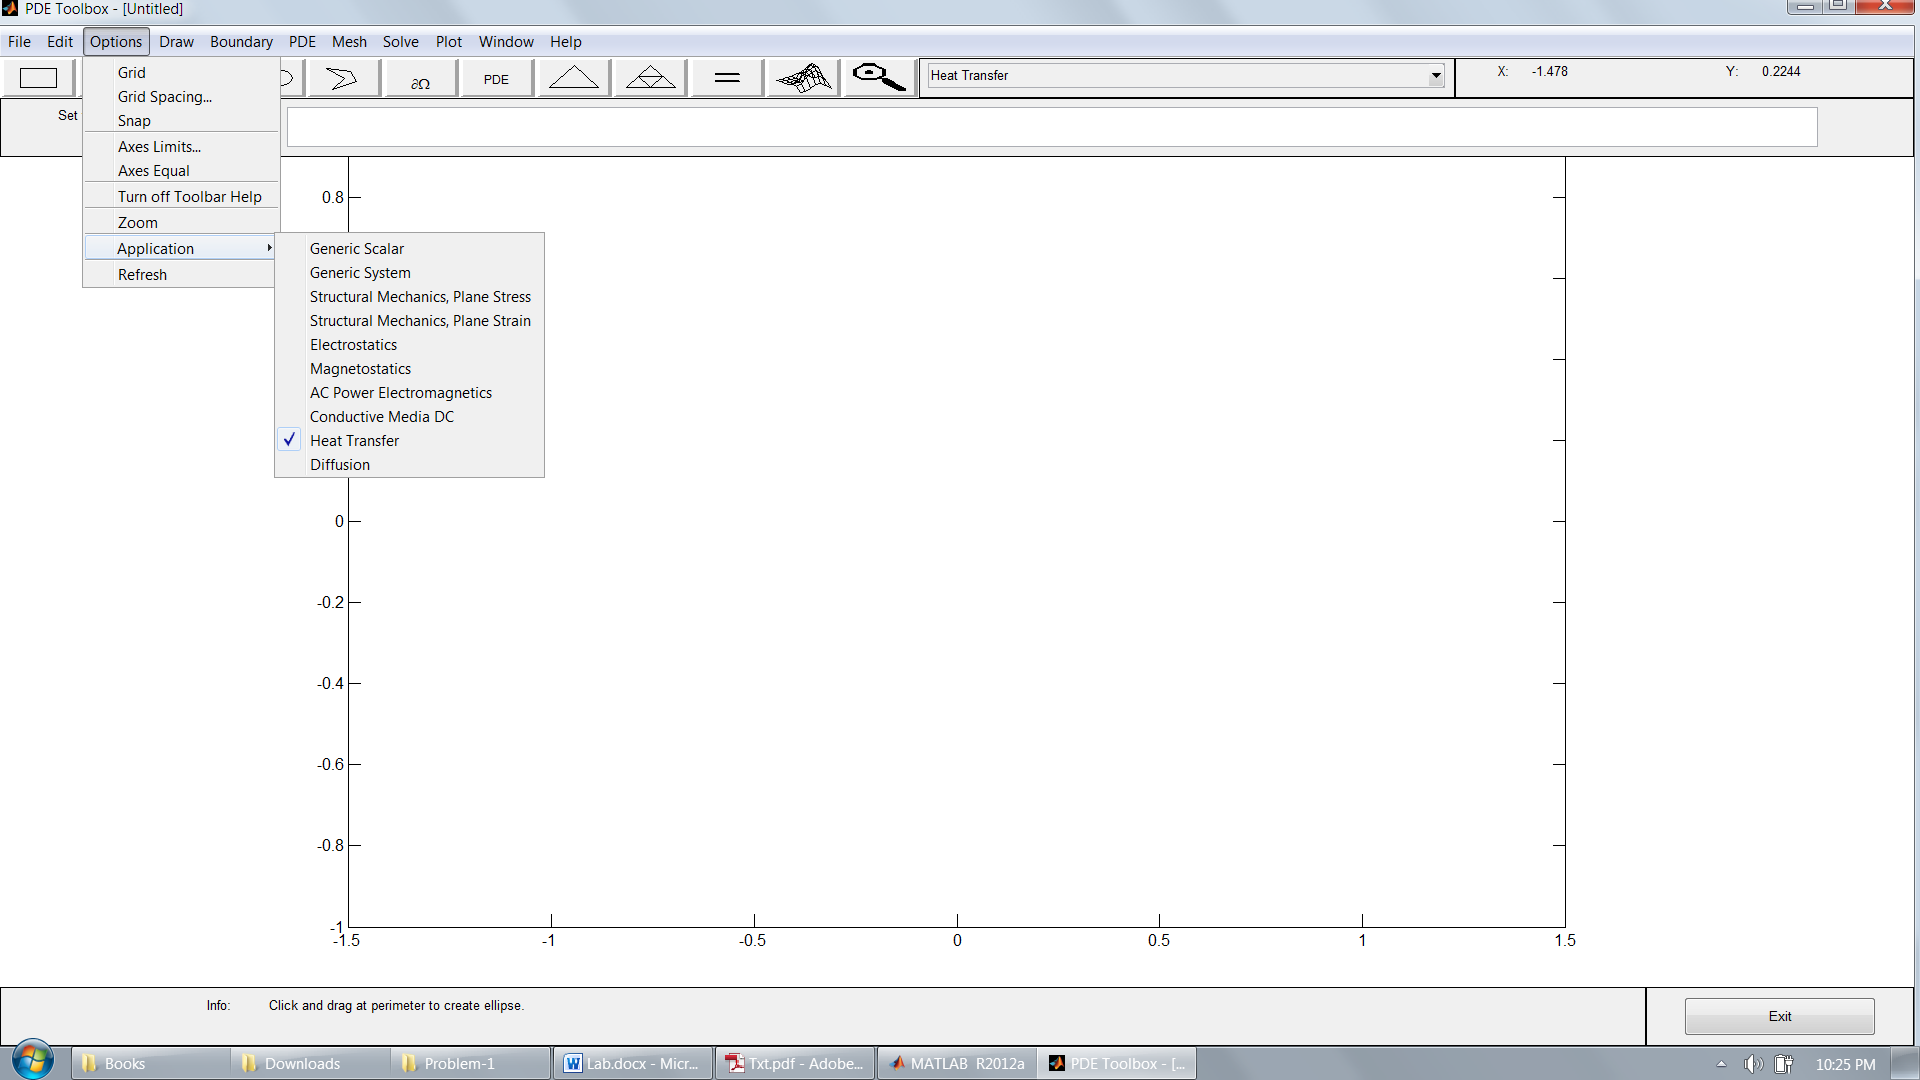 PDE Toolbox - [Untitled]
File Edit Options Draw Boundary PDE Mesh Solve Plot Window Help
∂Ω PDE Heat Transfer X: -1.478 Y: 0.2244
Set
Grid
Grid Spacing...
Snap
Axes Limits...
Axes Equal
Turn off Toolbar Help
Zoom
Application
Refresh
Generic Scalar
Generic System
Structural Mechanics, Plane Stress
Structural Mechanics, Plane Strain
Electrostatics
Magnetostatics
AC Power Electromagnetics
Conductive Media DC
Heat Transfer
Diffusion
0.8
0
-0.2
-0.4
-0.6
-0.8
-1
-1.5 -1 -0.5 0 0.5 1 1.5
Info: Click and drag at perimeter to create ellipse.
Exit
Books Downloads Problem-1 Lab.docx - Micr... Txt.pdf - Adobe... MATLAB R2012a PDE Toolbox - [... 10:25 PM